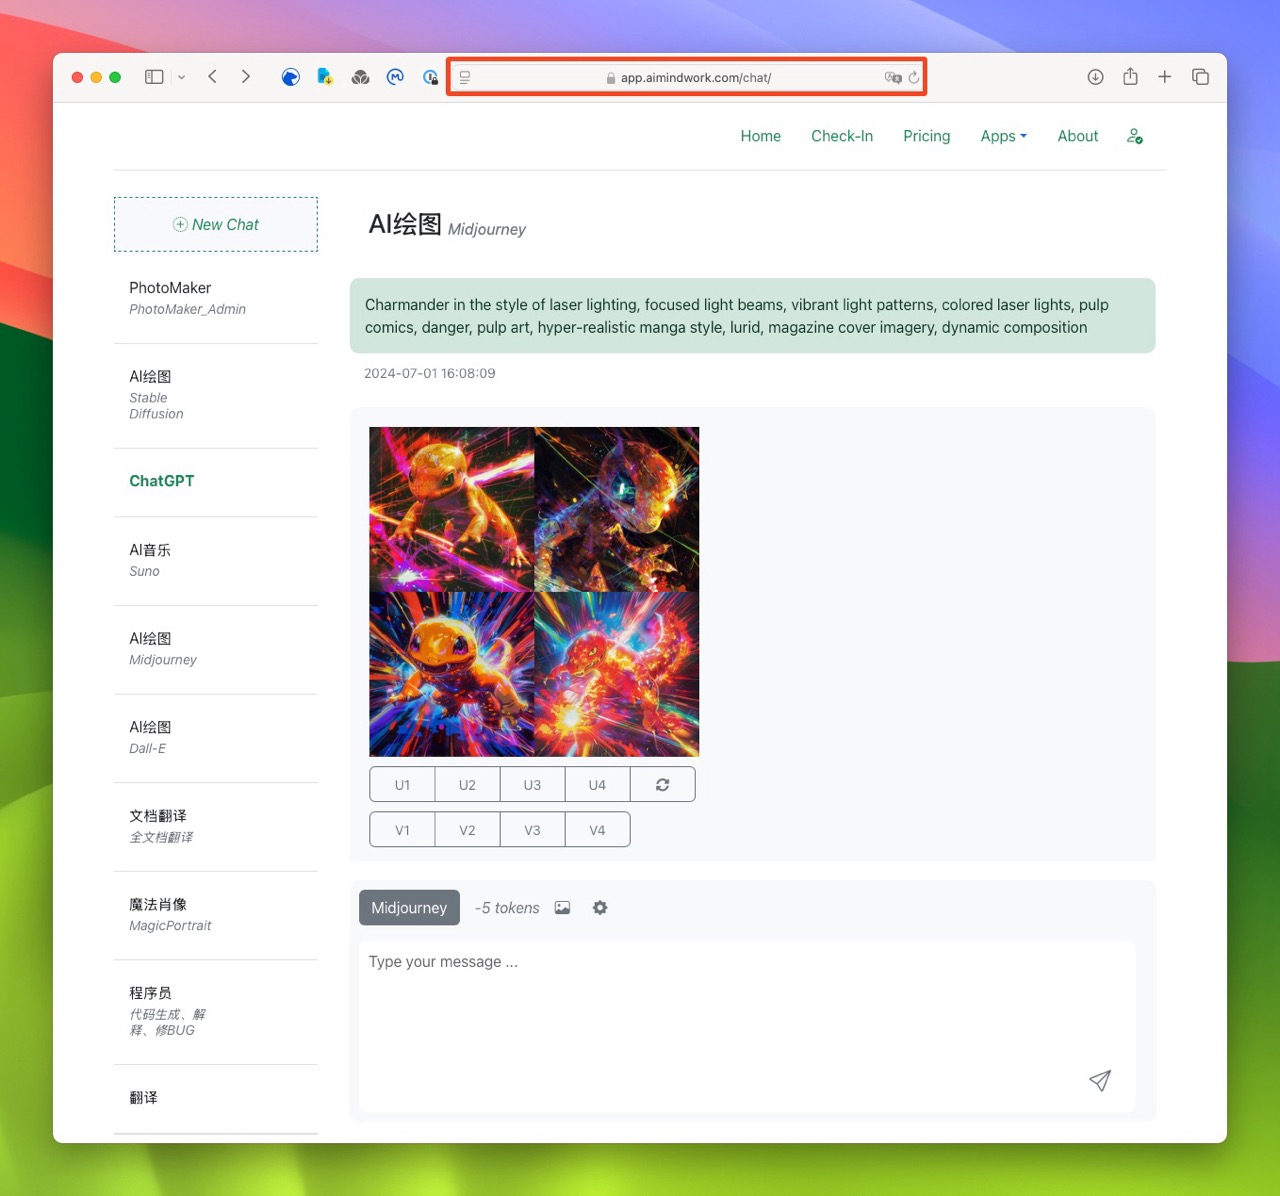 app.aimindwork.com/chat/
Home
Check-In
Pricing
Apps
About
New Chat
PhotoMaker
PhotoMaker_Admin
AI绘图
Stable
Diffusion
ChatGPT
AI音乐
Suno
AI绘图
Midjourney
AI绘图
Dall-E
文档翻译
全文档翻译
魔法肖像
MagicPortrait
程序员
代码生成、解
释、修BUG
翻译
AI绘图 Midjourney
Charmander in the style of laser lighting, focused light beams, vibrant light patterns, colored laser lights, pulp
comics, danger, pulp art, hyper-realistic manga style, lurid, magazine cover imagery, dynamic composition
2024-07-01 16:08:09
U1
U2
U3
U4
V1
V2
V3
V4
Midjourney
-5 tokens
Type your message ...